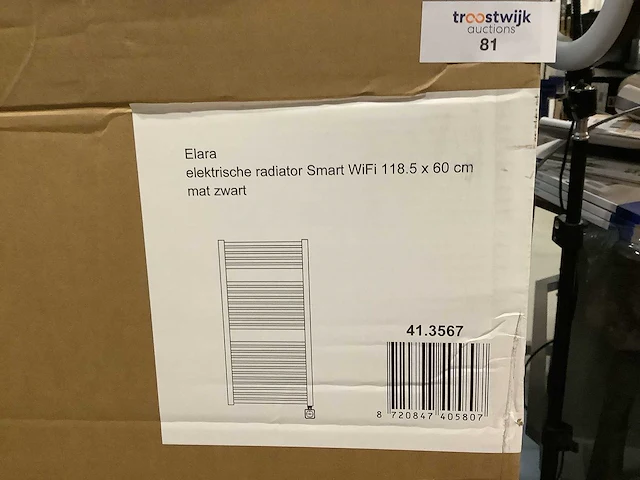 troostwijk
auctions
81
Elara
elektrische radiator Smart WiFi 118.5 x 60 cm
mat zwart
41.3567
8 720847 405807